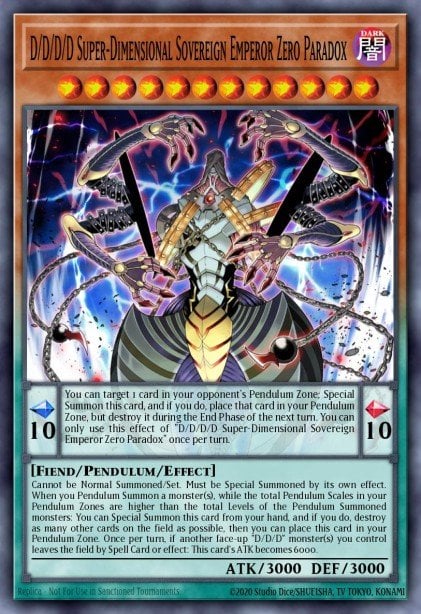 D/D/D/D Super-Dimensional Sovereign Emperor Zero Paradox
DARK
闇
You can target 1 card in your opponent's Pendulum Zone; Special
Summon this card, and if you do, place that card in your Pendulum
Zone, but destroy it during the End Phase of the next turn. You can
only use this effect of "D/D/D/D Super-Dimensional Sovereign
Emperor Zero Paradox" once per turn.
10
10
[Fiend/Pendulum/Effect]
Cannot be Normal Summoned/Set. Must be Special Summoned by its own effect.
When you Pendulum Summon a monster(s), while the total Pendulum Scales in your
Pendulum Zones are higher than the total Levels of the Pendulum Summoned
monsters: You can Special Summon this card from your hand, and if you do, destroy
as many other cards on the field as possible, then you can place this card in your
Pendulum Zone. Once per turn, if another face-up "D/D/D" monster(s) you control
leaves the field by Spell Card or effect: This card's ATK becomes 6000.
ATK/3000 DEF/3000
Replica - Not For Use in Sanctioned Tournaments
©2020 Studio Dice/SHUEISHA, TV TOKYO, KONAMI